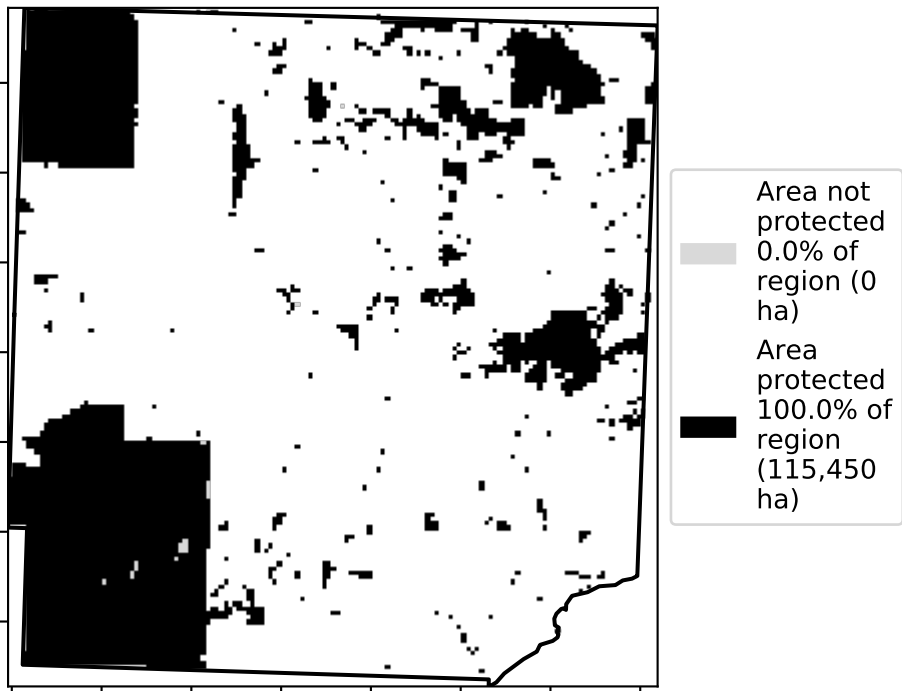 Area not
protected
0.0% of
region (0
ha)
Area
protected
100.0% of
region
(115,450
ha)